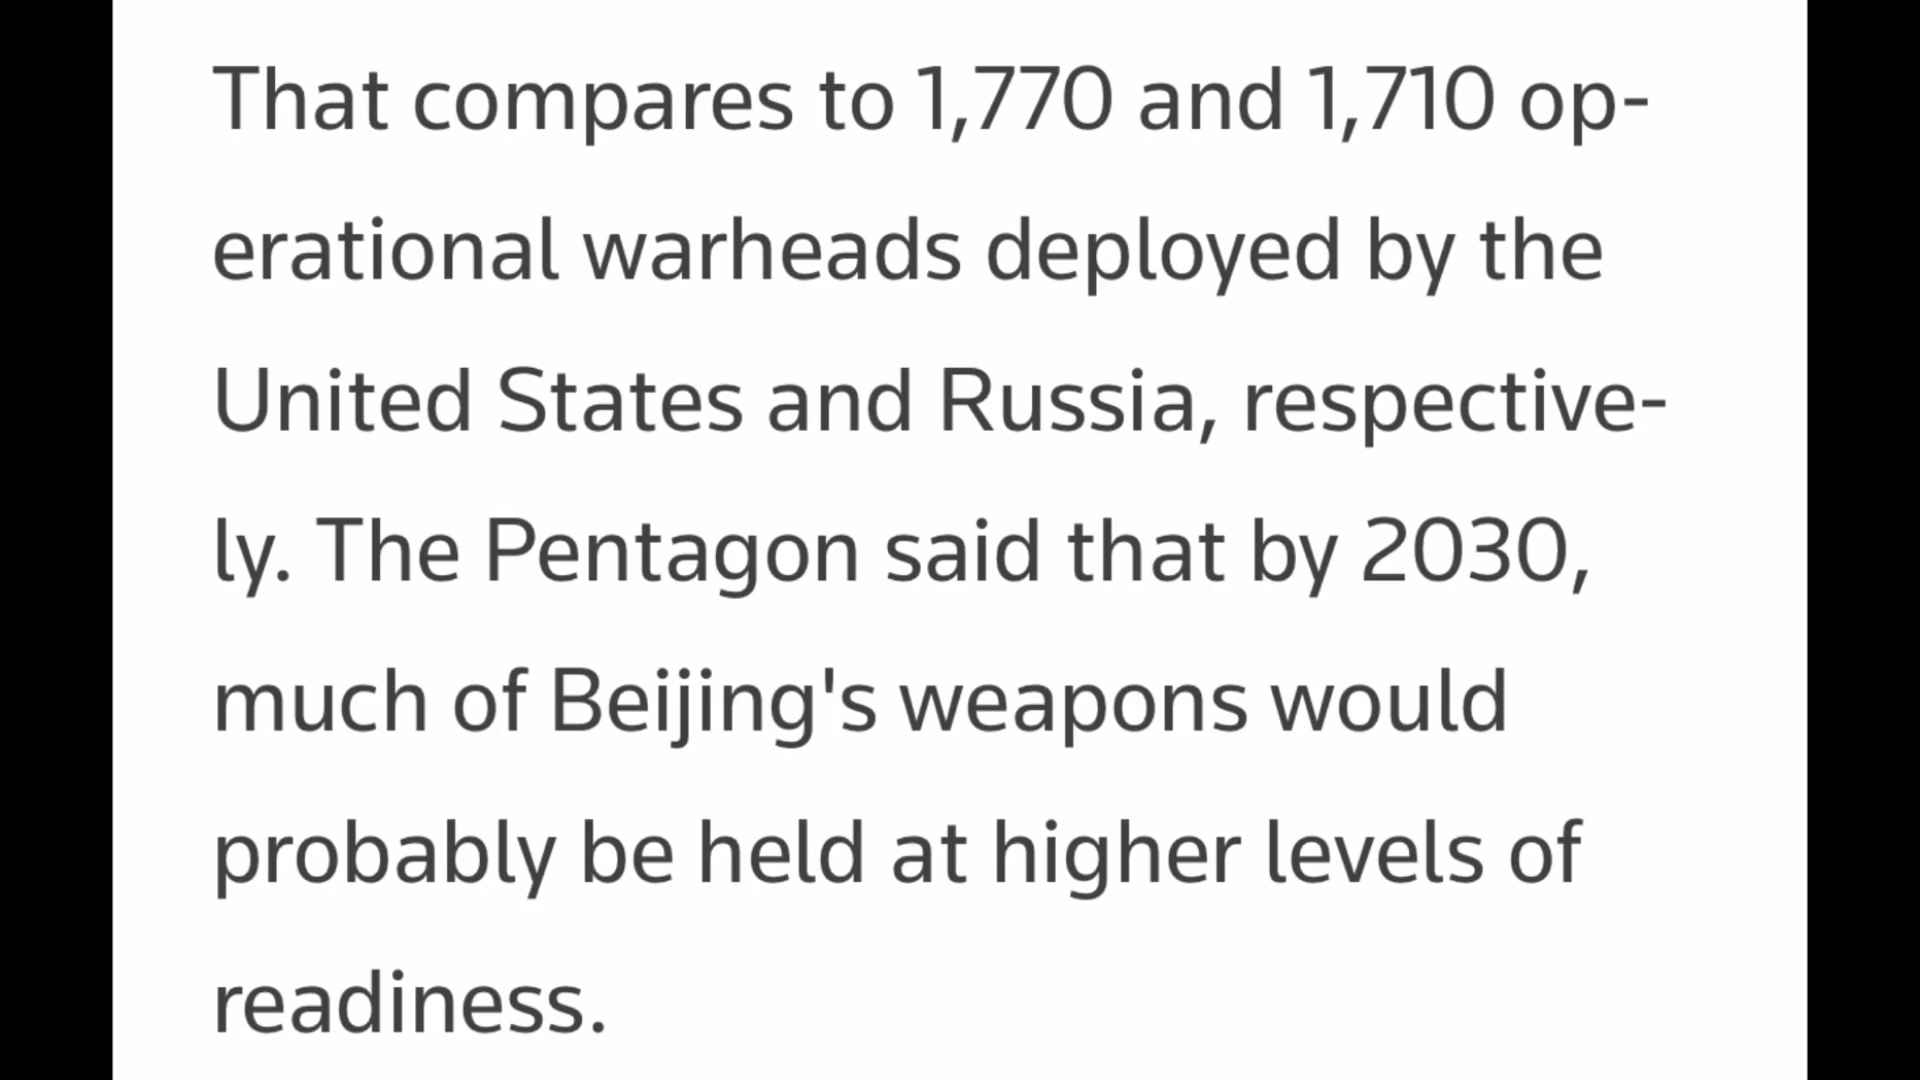 That compares to 1,770 and 1,710 op-
erational warheads deployed by the
United States and Russia, respective-
ly. The Pentagon said that by 2030,
much of Beijing's weapons would
probably be held at higher levels of
readiness.